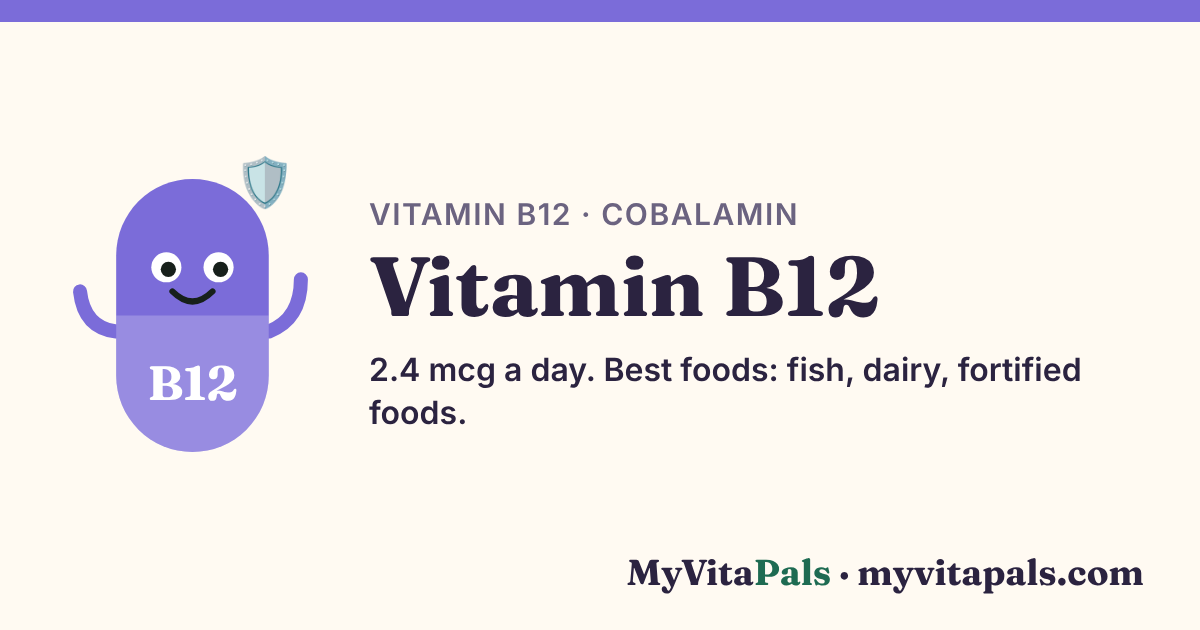 VITAMIN B12 · COBALAMIN
Vitamin B12
2.4 mcg a day. Best foods: fish, dairy, fortified
foods.
B12
MyVitaPals · myvitapals.com